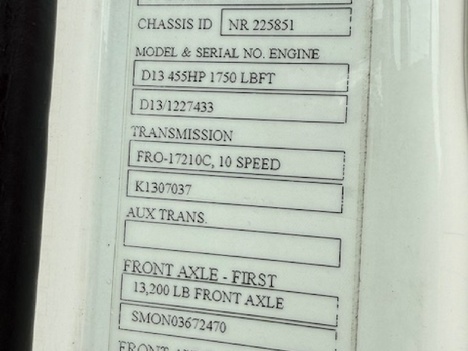 CHASSIS ID NR 225851
MODEL & SERIAL NO. ENGINE
D13 455HP 1750 LBFT
D13/1227433
TRANSMISSION
FRO-17210C, 10 SPEED
K1307037
AUX TRANS.
FRONT AXLE - FIRST
13,200 LB FRONT AXLE
SMON03672470
FRONT